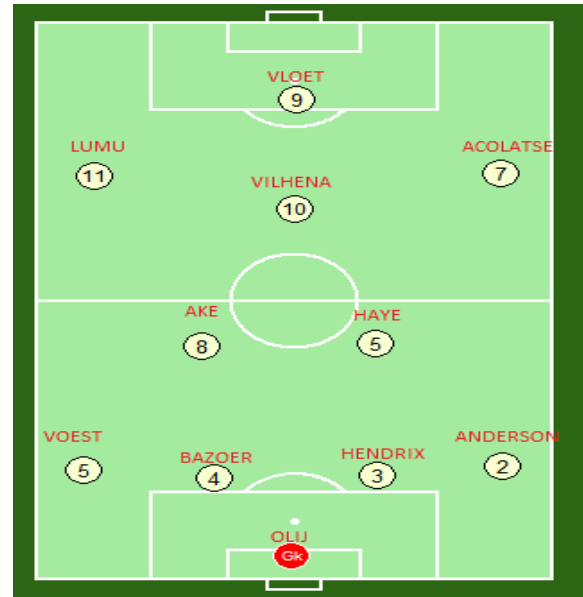 VLOET
9
LUMU
11
ACOLATSE
7
VILHENA
10
AKE
8
HAYE
5
VOEST
5
BAZOER
4
HENDRIX
3
ANDERSON
2
OLIJ
Gk